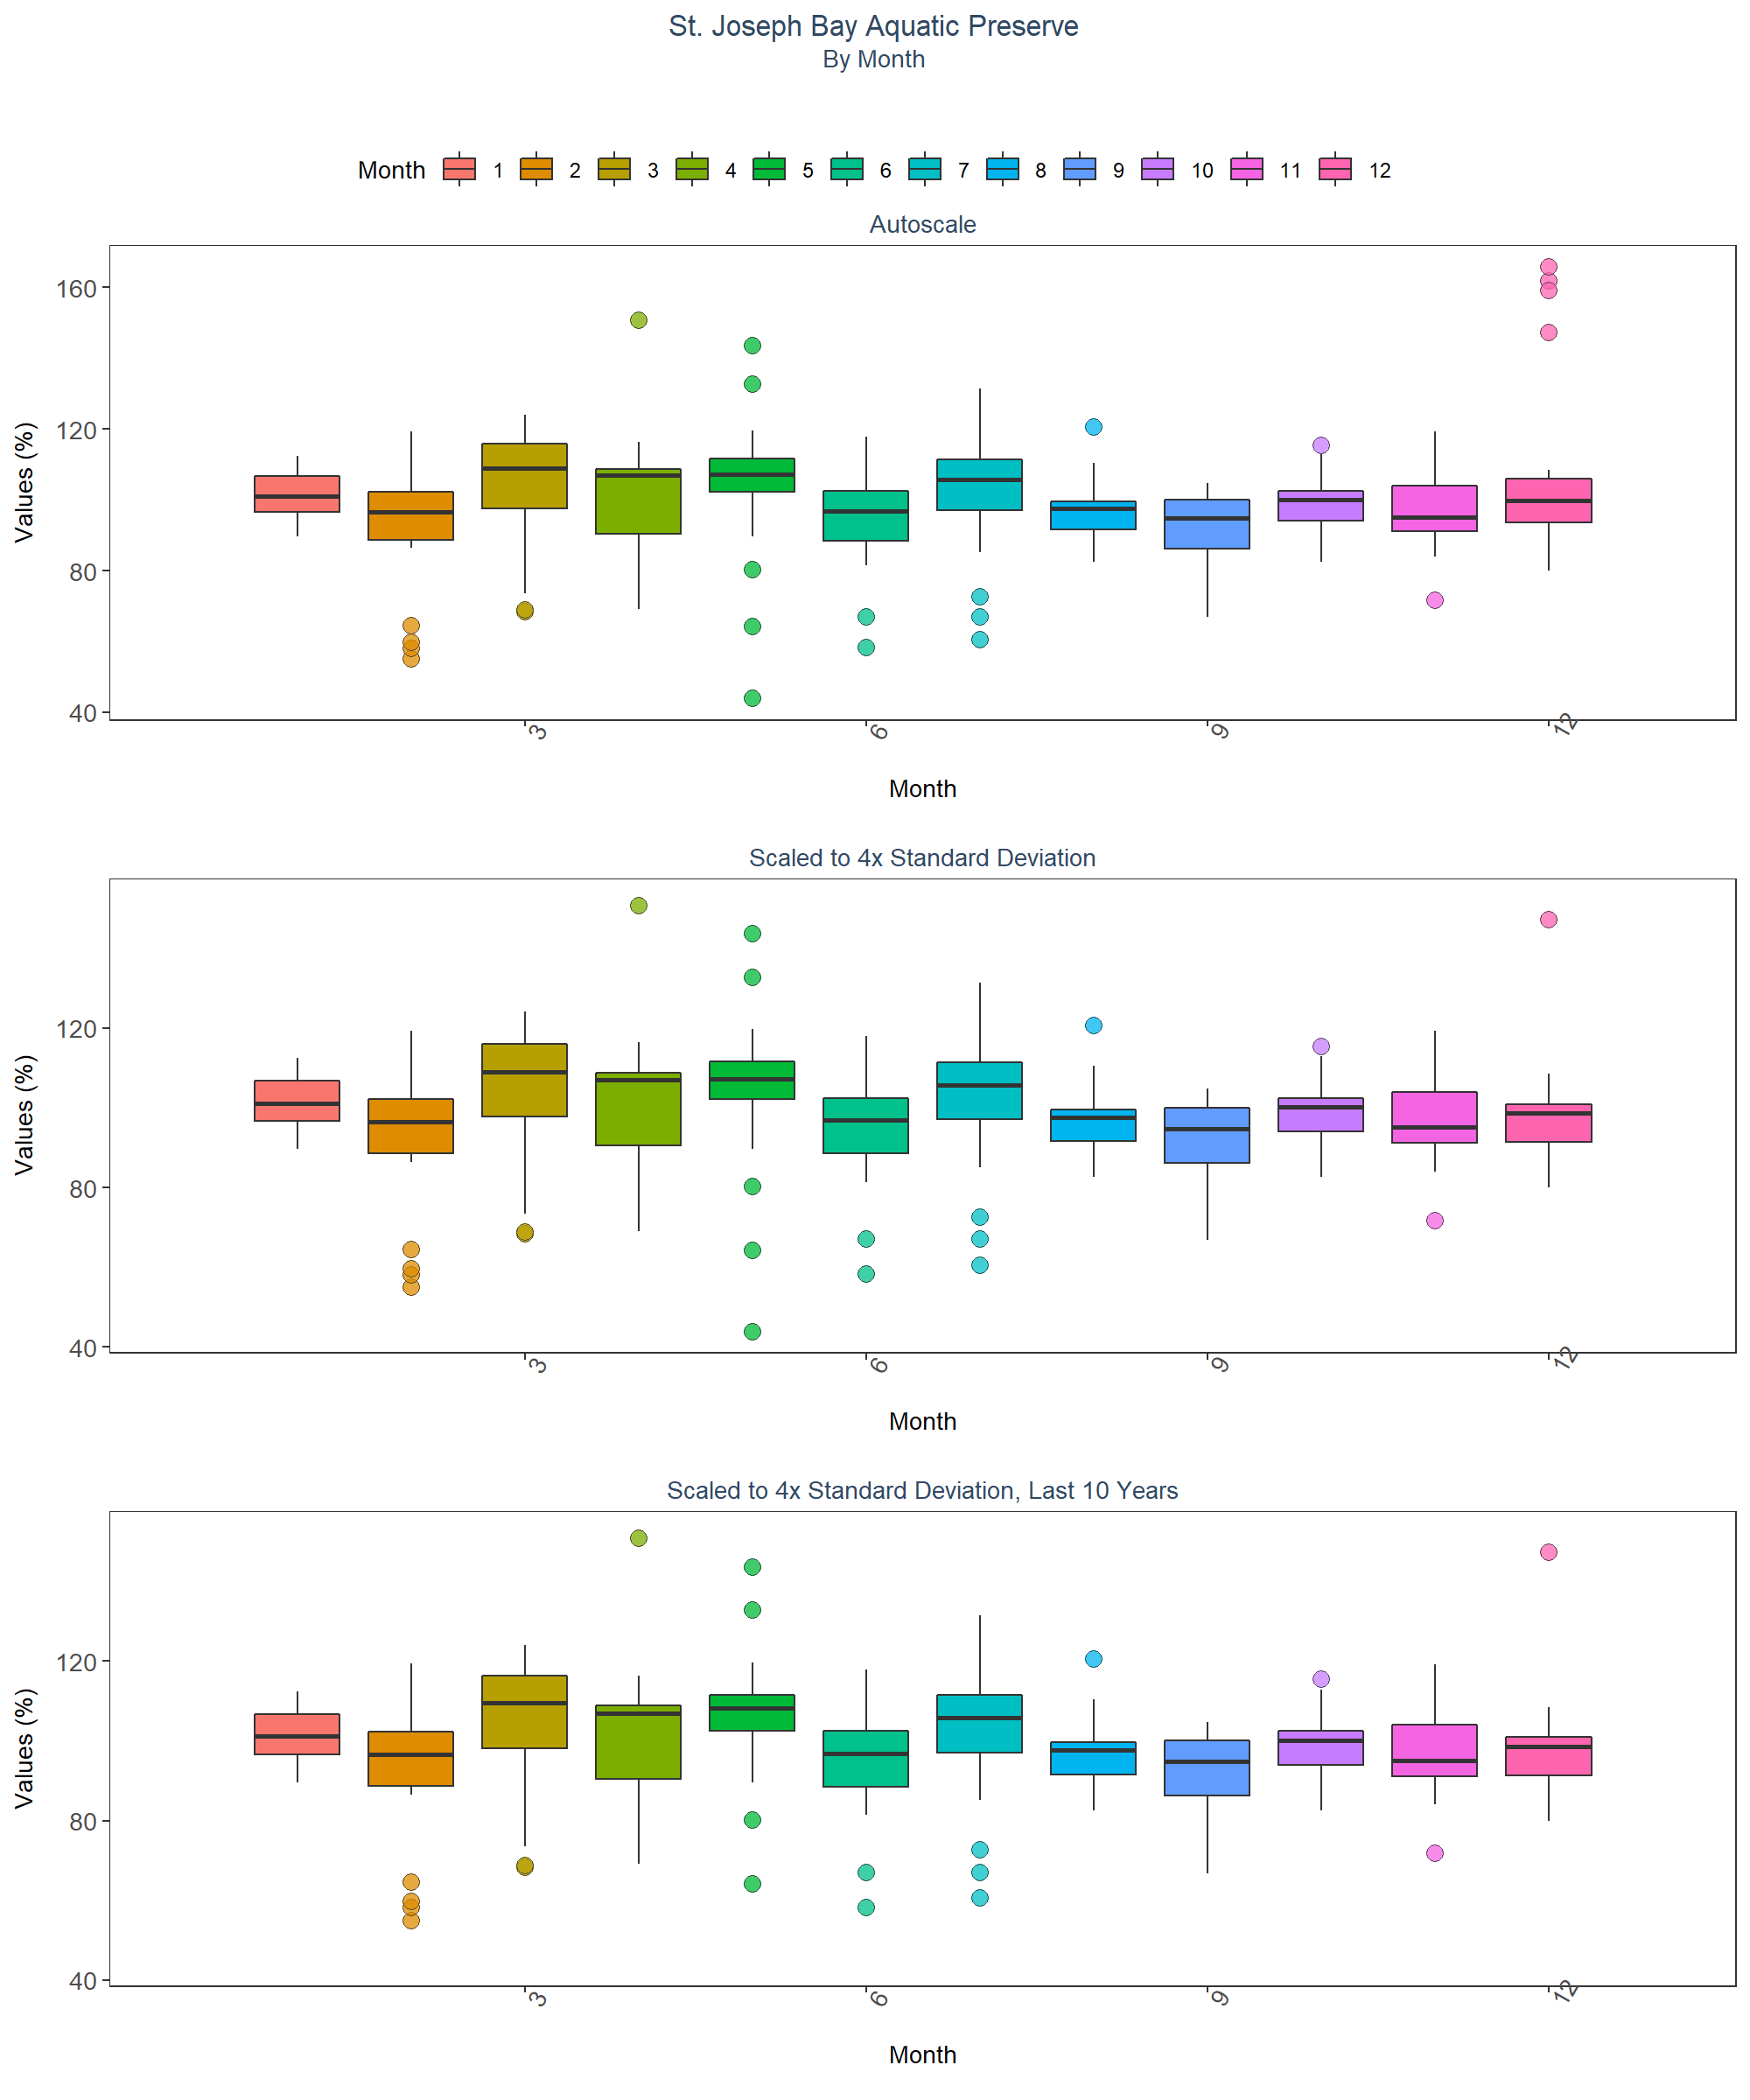 St. Joseph Bay Aquatic Preserve
By Month
Month 1 2 3 4 5 6 7 8 9 10 11 12
Autoscale
Values (%)
160
120
80
40
3 6 9 12
Month
Scaled to 4x Standard Deviation
Values (%)
120
80
40
3 6 9 12
Month
Scaled to 4x Standard Deviation, Last 10 Years
Values (%)
120
80
40
3 6 9 12
Month